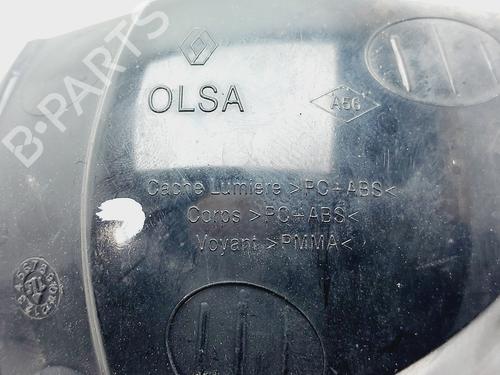 B-PARTS
OLSA
A56
Cache Lumiere >PC+ABS<
Corps >PC+ABS<
Voyant >PMMA<